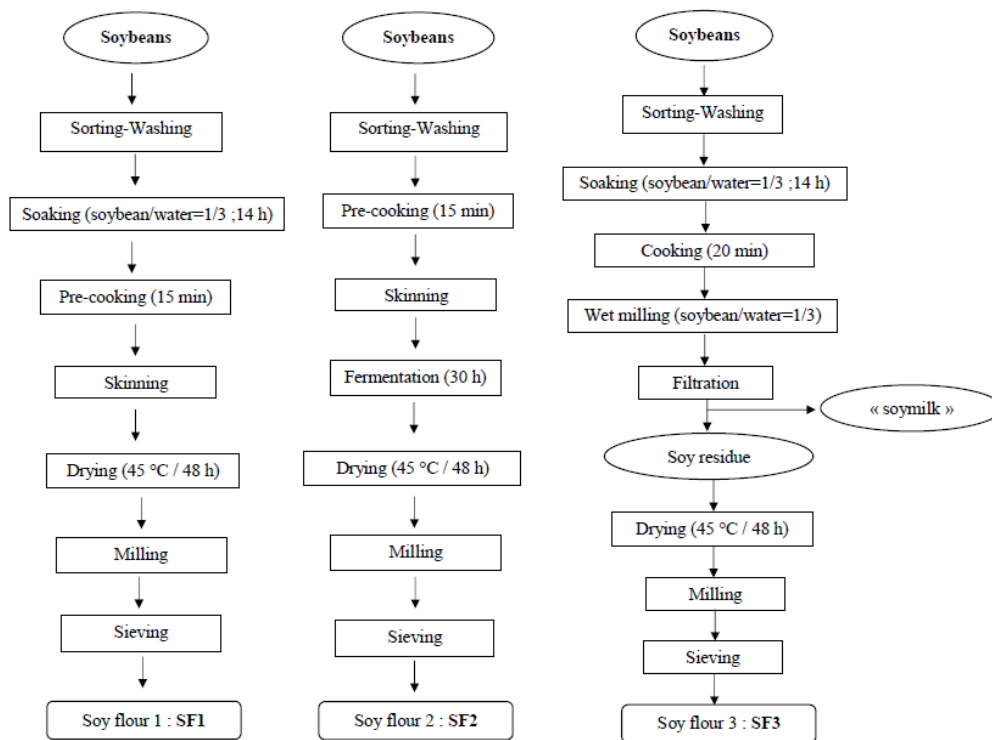 Soybeans
Sorting-Washing
Soaking (soybean/water=1/3 ;14 h)
Pre-cooking (15 min)
Skinning
Drying (45 °C / 48 h)
Milling
Sieving
Soy flour 1 : SF1
Soybeans
Sorting-Washing
Pre-cooking (15 min)
Skinning
Fermentation (30 h)
Drying (45 °C / 48 h)
Milling
Sieving
Soy flour 2 : SF2
Soybeans
Sorting-Washing
Soaking (soybean/water=1/3 ;14 h)
Cooking (20 min)
Wet milling (soybean/water=1/3)
Filtration
« soymilk »
Soy residue
Drying (45 °C / 48 h)
Milling
Sieving
Soy flour 3 : SF3